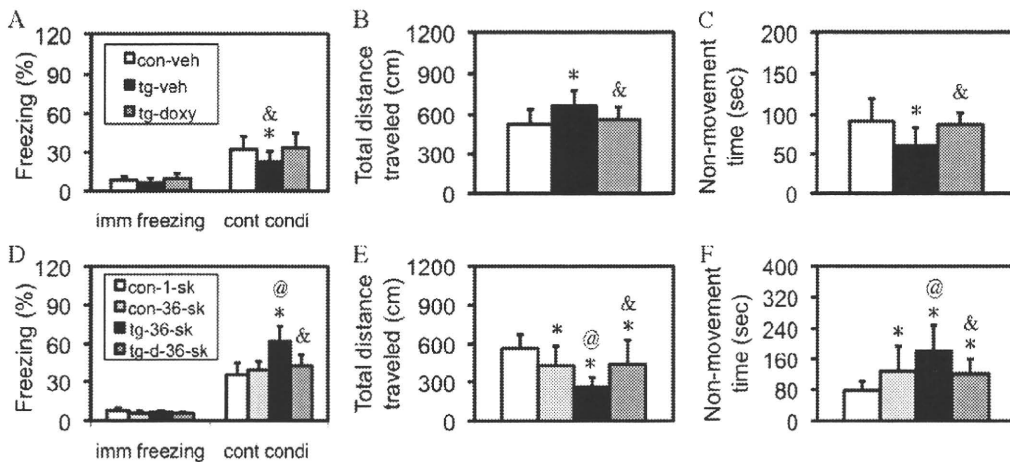 A
Freezing (%)
120
90
60
30
0
con-veh
tg-veh
tg-doxy
&
*
imm freezing
cont condi
B
Total distance
traveled (cm)
1200
900
600
300
0
*
&
C
Non-movement
time (sec)
200
150
100
50
0
*
&
D
Freezing (%)
120
90
60
30
0
con-1-sk
con-36-sk
tg-36-sk
tg-d-36-sk
@
*
&
imm freezing
cont condi
E
Total distance
traveled (cm)
1200
900
600
300
0
*
@
*
&
*
F
Non-movement
time (sec)
400
320
240
160
80
0
*
@
*
&
*